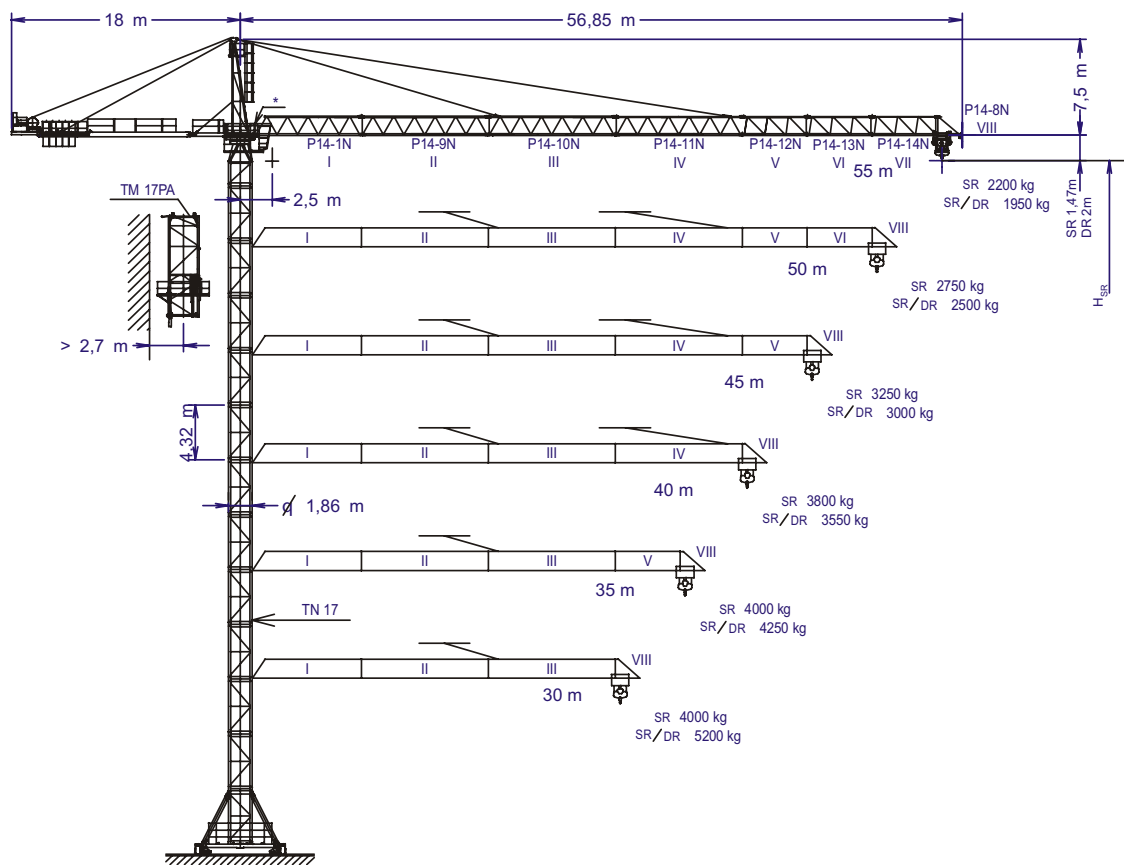 18 m
56,85 m
7,5 m
*
P14-8N
VIII
P14-1N
P14-9N
P14-10N
P14-11N
P14-12N
P14-13N
P14-14N
I
II
III
IV
V
VI
VII
55 m
SR 2200 kg
SR/DR 1950 kg
SR 1,47m
DR 2m
HSR
TM 17PA
2,5 m
I
II
III
IV
V
VI
VIII
50 m
SR 2750 kg
SR/DR 2500 kg
> 2,7 m
I
II
III
IV
V
VIII
45 m
SR 3250 kg
SR/DR 3000 kg
4,32 m
I
II
III
IV
VIII
40 m
SR 3800 kg
SR/DR 3550 kg
1,86 m
I
II
III
V
VIII
35 m
SR 4000 kg
SR/DR 4250 kg
TN 17
I
II
III
VIII
30 m
SR 4000 kg
SR/DR 5200 kg